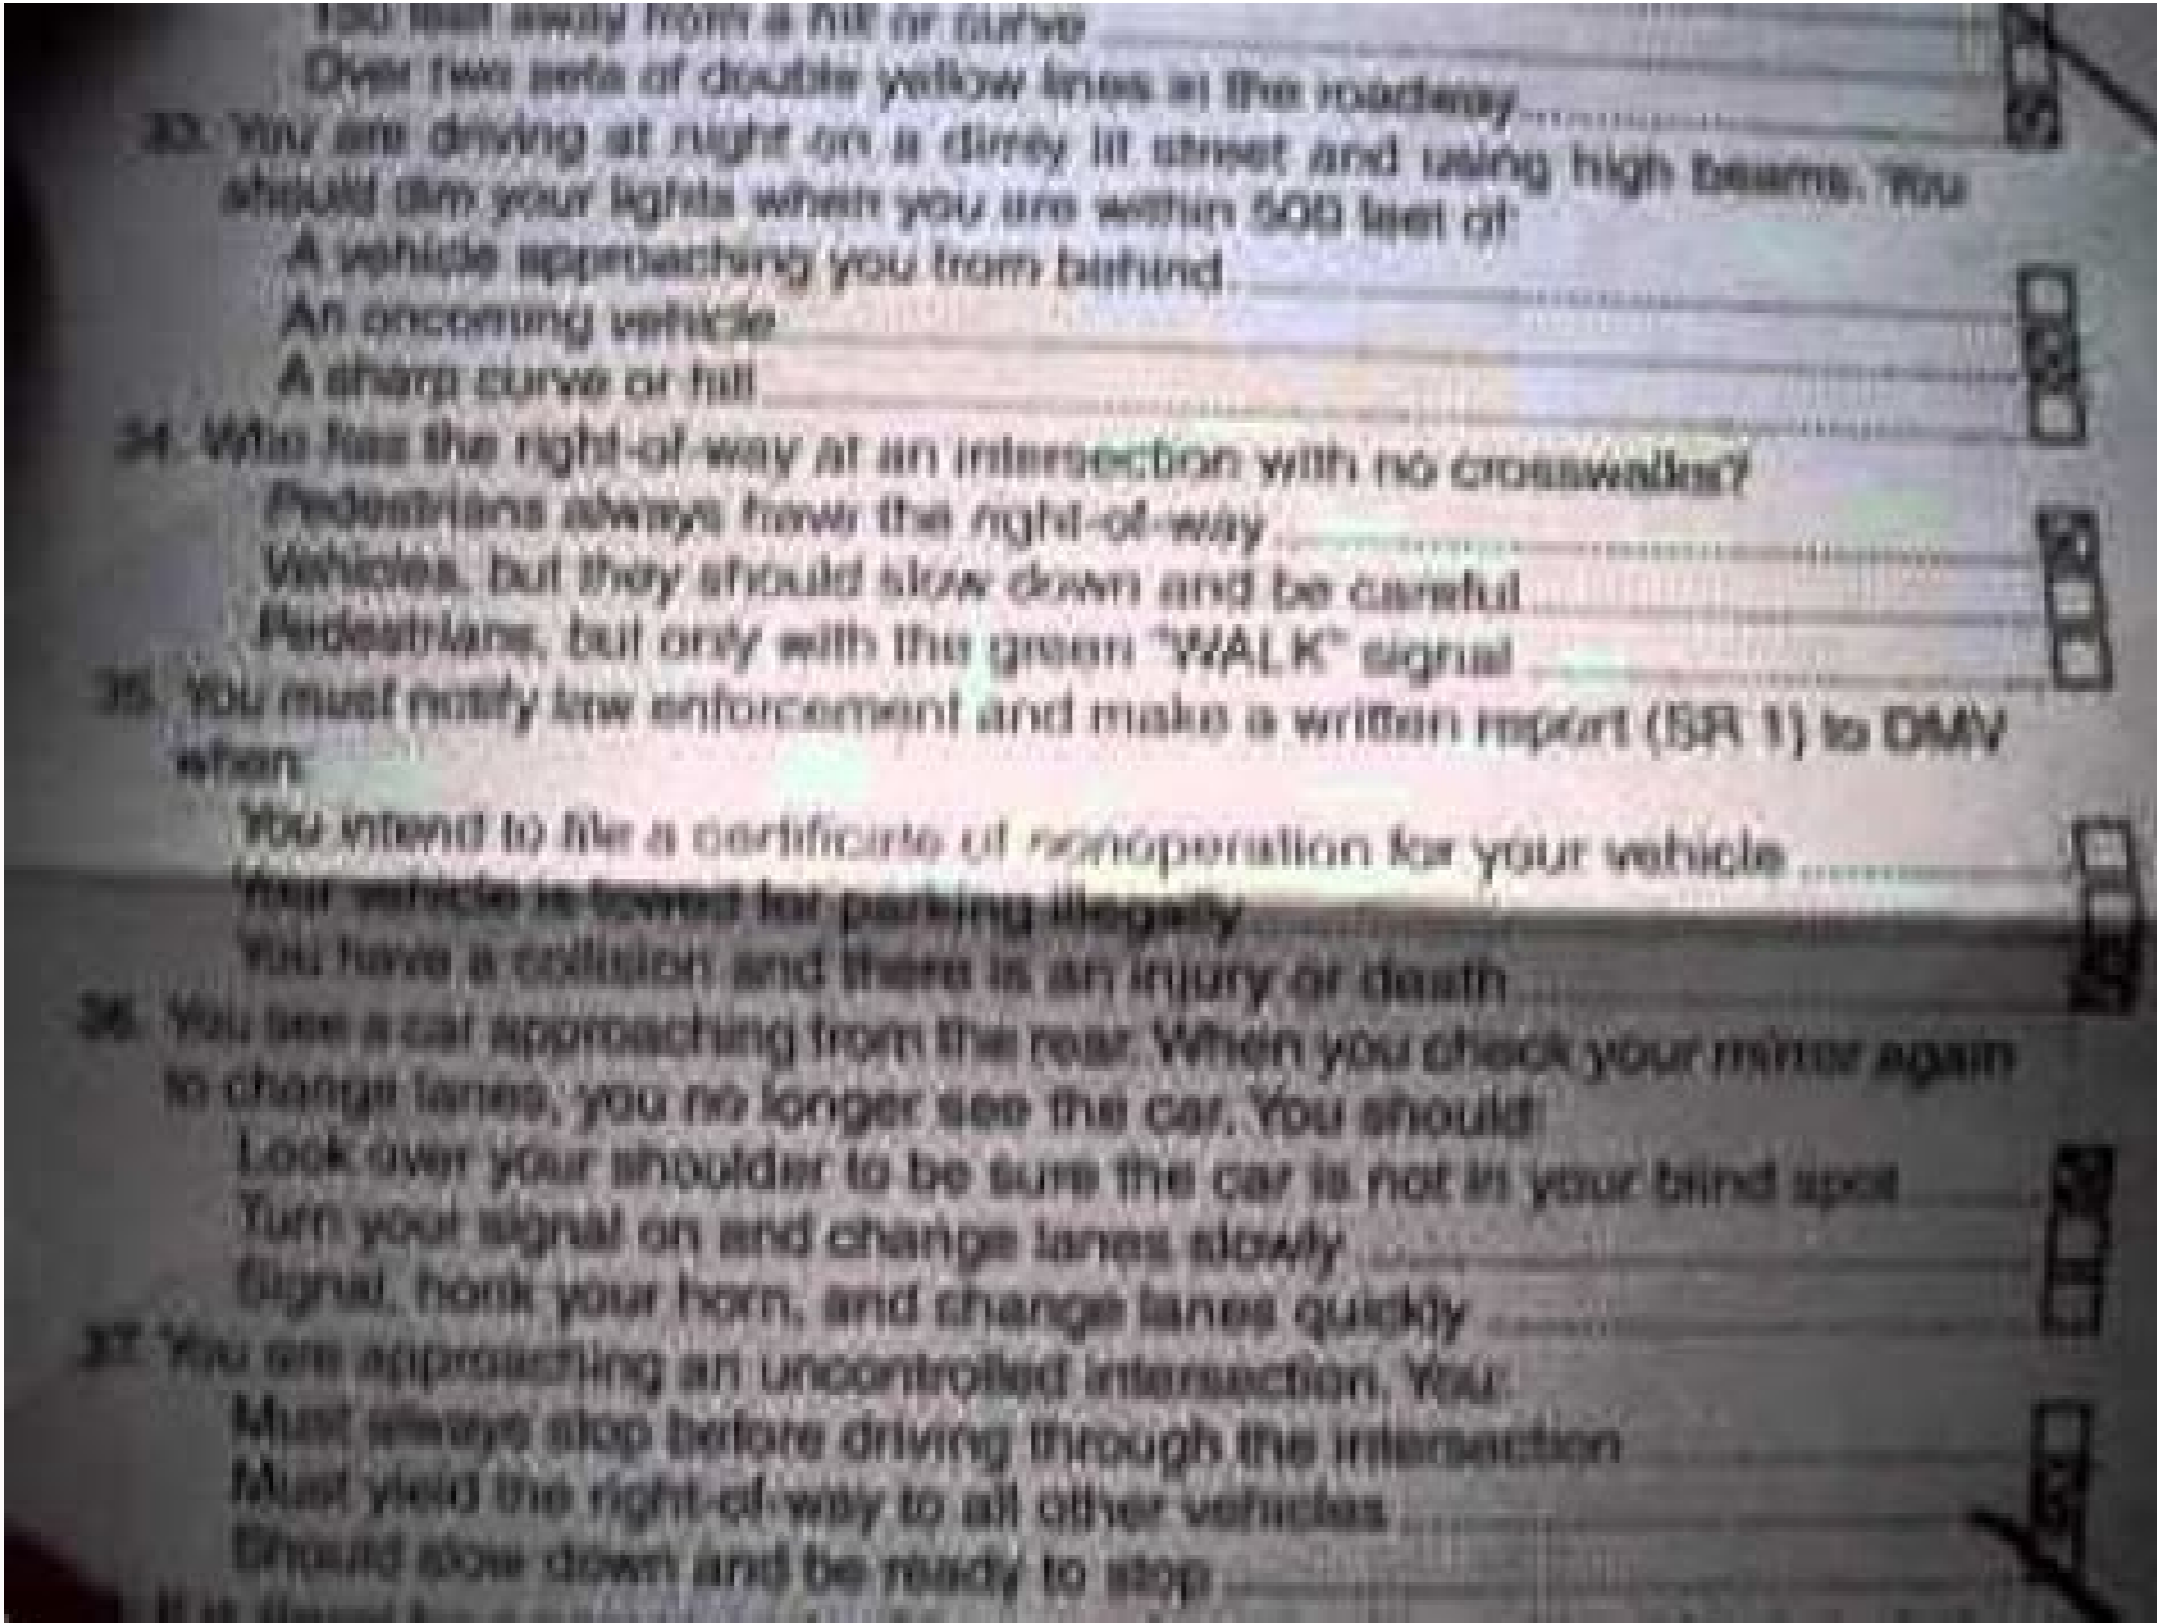 You least away from a hill or curve
Over two sets of double yellow lines in the roadway
33. You are driving at night on a dimly lit street and using high beams. You
should dim your lights when you are within 500 feet of:
A vehicle approaching you from behind
An oncoming vehicle
A sharp curve or hill
34. Who has the right-of-way at an intersection with no crosswalks?
Pedestrians always have the right-of-way
Vehicles, but they should slow down and be careful
Pedestrians, but only with the green "WALK" signal
35. You must notify law enforcement and make a written report (SR 1) to DMV
when:
You intend to file a certificate of nonoperation for your vehicle
Your vehicle is towed for parking illegally
You have a collision and there is an injury or death
36. You see a car approaching from the rear. When you check your mirror again
to change lanes, you no longer see the car. You should:
Look over your shoulder to be sure the car is not in your blind spot
Turn your signal on and change lanes slowly
Signal, honk your horn, and change lanes quickly
37. You are approaching an uncontrolled intersection. You:
Must always stop before driving through the intersection
Must yield the right-of-way to all other vehicles
Should slow down and be ready to stop